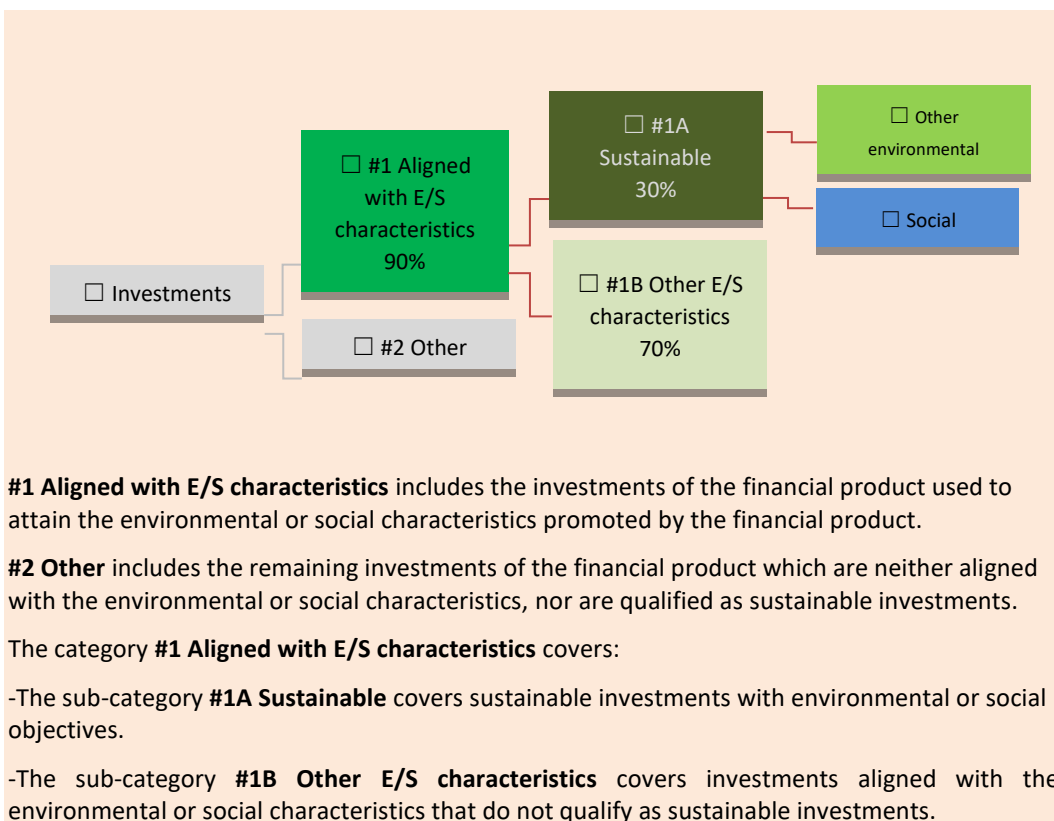 ☐ Investments
☐ #1 Aligned
with E/S
characteristics
90%
☐ #2 Other
☐ #1A
Sustainable
30%
☐ #1B Other E/S
characteristics
70%
☐ Other
environmental
☐ Social
#1 Aligned with E/S characteristics includes the investments of the financial product used to
attain the environmental or social characteristics promoted by the financial product.
#2 Other includes the remaining investments of the financial product which are neither aligned
with the environmental or social characteristics, nor are qualified as sustainable investments.
The category #1 Aligned with E/S characteristics covers:
-The sub-category #1A Sustainable covers sustainable investments with environmental or social
objectives.
-The sub-category #1B Other E/S characteristics covers investments aligned with the
environmental or social characteristics that do not qualify as sustainable investments.